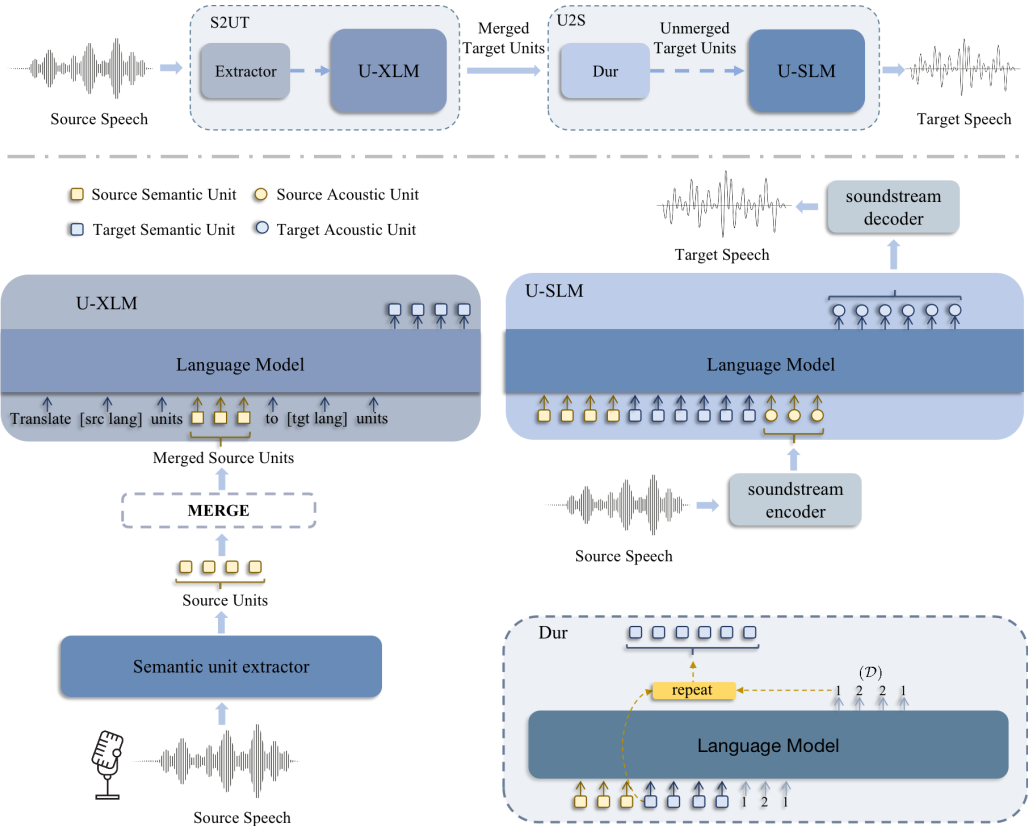 S2UT
Extractor
U-XLM
Merged
Target Units
U2S
Dur
Unmerged
Target Units
U-SLM
Source Speech
Target Speech
Source Semantic Unit
Source Acoustic Unit
Target Semantic Unit
Target Acoustic Unit
U-XLM
Language Model
Translate [src lang] units to [tgt lang] units
Merged Source Units
MERGE
Source Units
Semantic unit extractor
Source Speech
soundstream
decoder
Target Speech
U-SLM
Language Model
soundstream
encoder
Source Speech
Dur
(𝒟)
repeat
1 2 2 1
Language Model
1 2 1